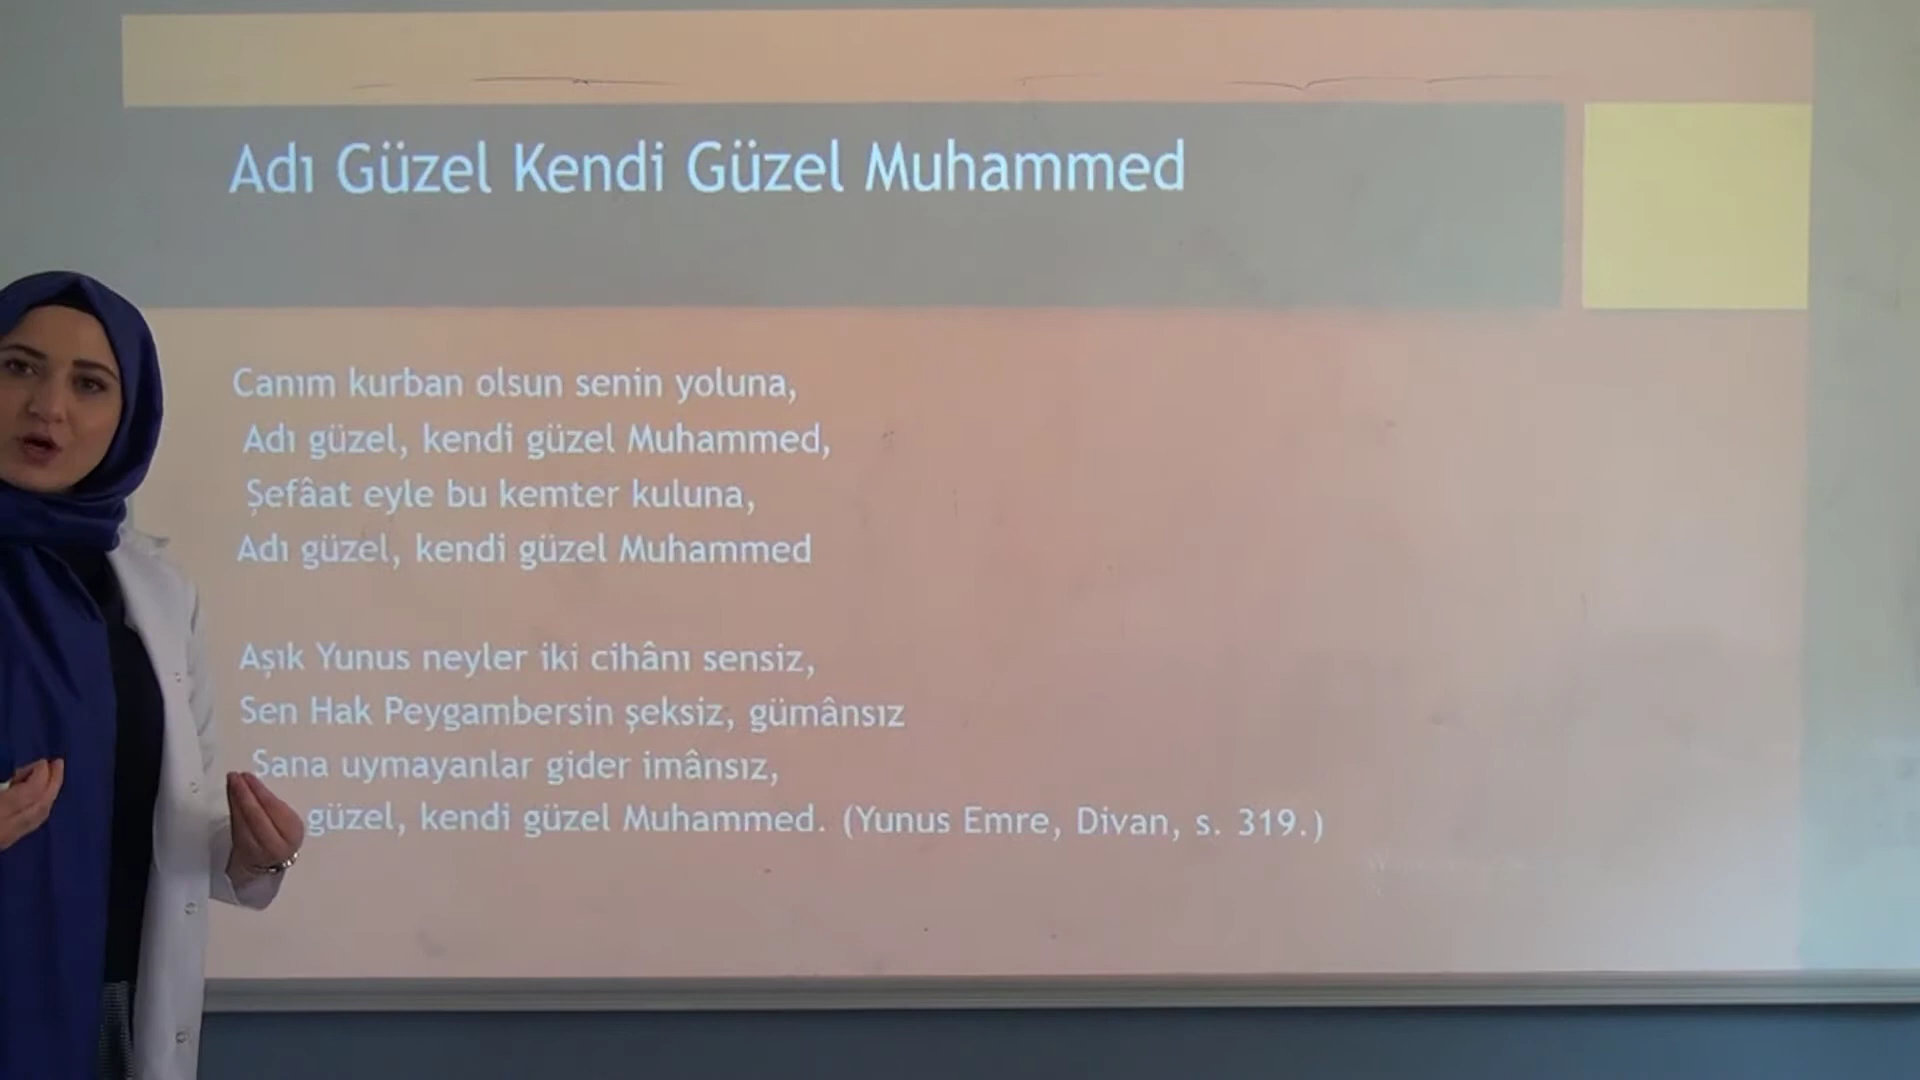 Adı Güzel Kendi Güzel Muhammed
Canım kurban olsun senin yoluna,
Adı güzel, kendi güzel Muhammed,
Şefâat eyle bu kemter kuluna,
Adı güzel, kendi güzel Muhammed
Aşık Yunus neyler iki cihânı sensiz,
Sen Hak Peygambersin şeksiz, gümânsız
Sana uymayanlar gider imânsız,
güzel, kendi güzel Muhammed. (Yunus Emre, Divan, s. 319.)